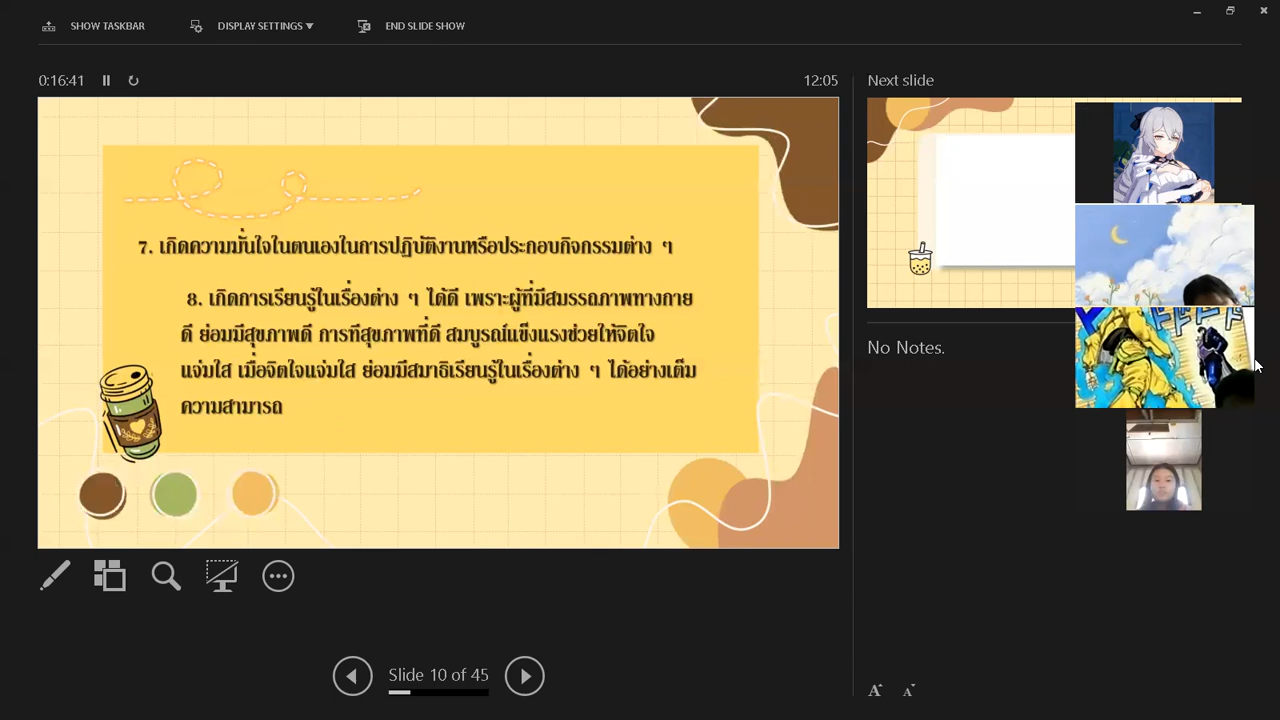 SHOW TASKBAR
DISPLAY SETTINGS
END SLIDE SHOW
0:16:41
12:05
Next slide
7. เกิดความมั่นใจในตนเองในการปฏิบัติงานหรือประกอบกิจกรรมต่าง ๆ
8. เกิดการเรียนรู้ในเรื่องต่าง ๆ ได้ดี เพราะผู้ที่มีสมรรถภาพทางกาย
ดี ย่อมมีสุขภาพดี การทีสุขภาพที่ดี สมบูรณ์แข็งแรงช่วยให้จิตใจ
แจ่มใส เมื่อจิตใจแจ่มใส ย่อมมีสมาธิเรียนรู้ในเรื่องต่าง ๆ ได้อย่างเต็ม
ความสามารถ
No Notes.
Slide 10 of 45
A A